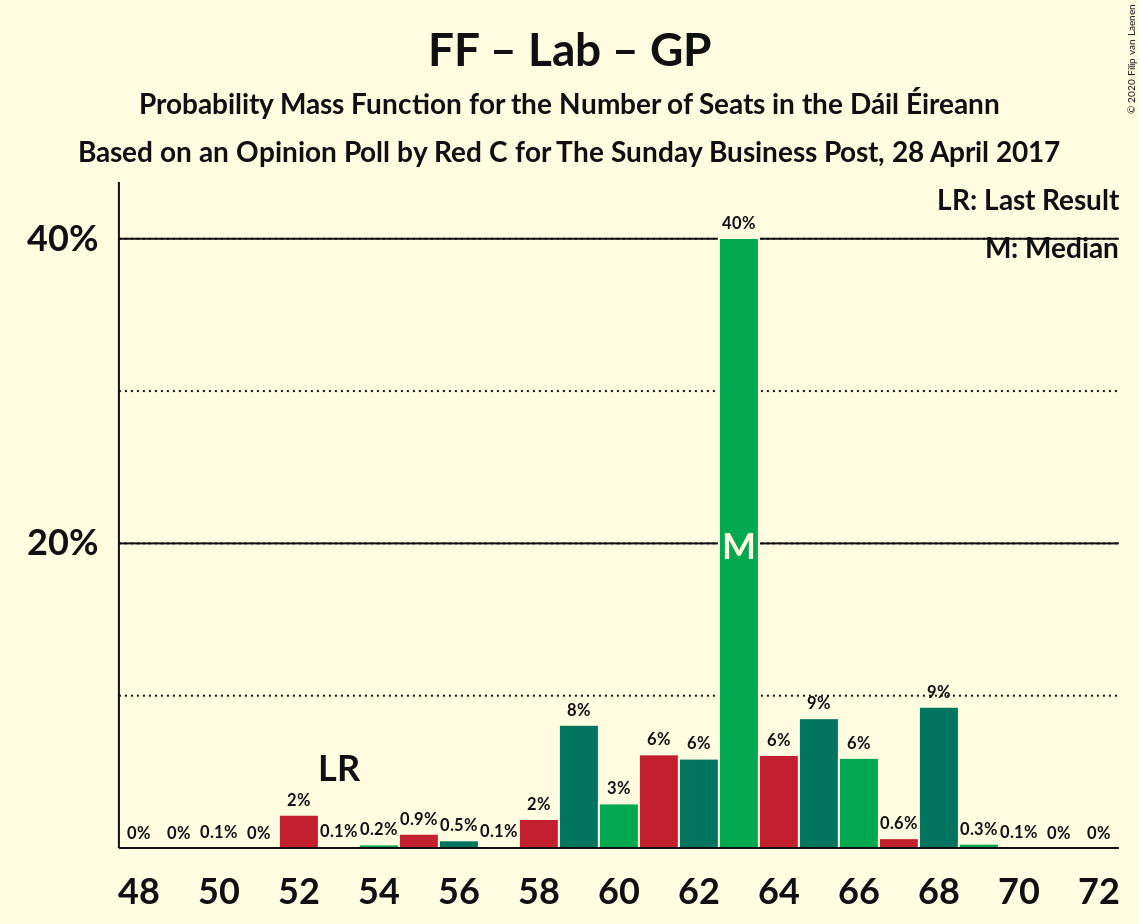 FF – Lab – GP
Probability Mass Function for the Number of Seats in the Dáil Éireann
Based on an Opinion Poll by Red C for The Sunday Business Post, 28 April 2017
© 2020 Filip van Laenen
LR: Last Result
M: Median
40%
20%
0% 0% 0.1% 0% 2% 0.1% 0.2% 0.9% 0.5% 0.1% 2% 8% 3% 6% 6% 40% 6% 9% 6% 0.6% 9% 0.3% 0.1% 0% 0%
LR
M
48 50 52 54 56 58 60 62 64 66 68 70 72